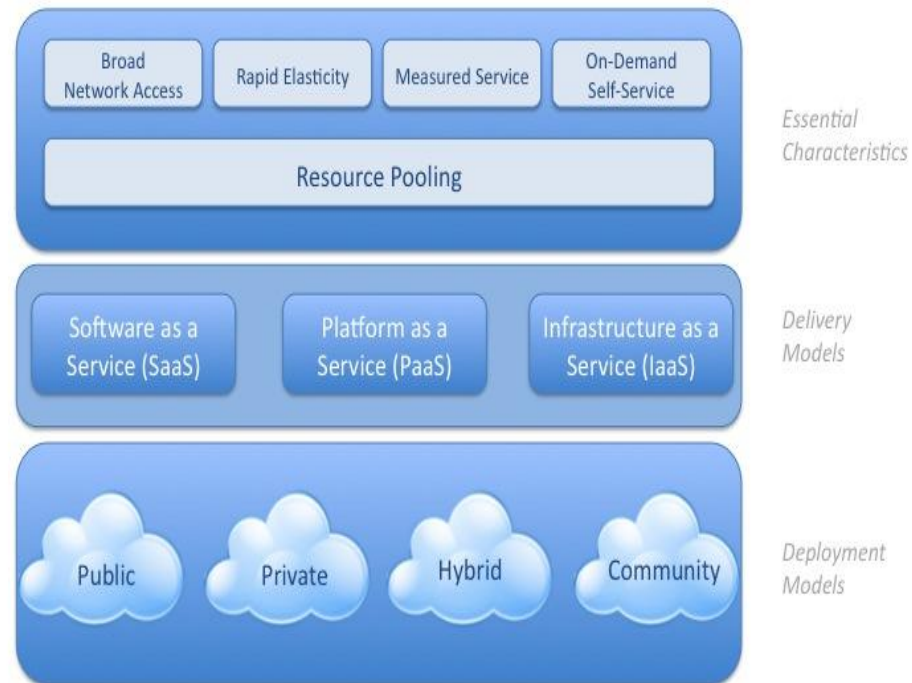 Broad
Network Access
Rapid Elasticity
Measured Service
On-Demand
Self-Service
Resource Pooling
Essential
Characteristics
Software as a
Service (SaaS)
Platform as a
Service (PaaS)
Infrastructure as a
Service (IaaS)
Delivery
Models
Public
Private
Hybrid
Community
Deployment
Models